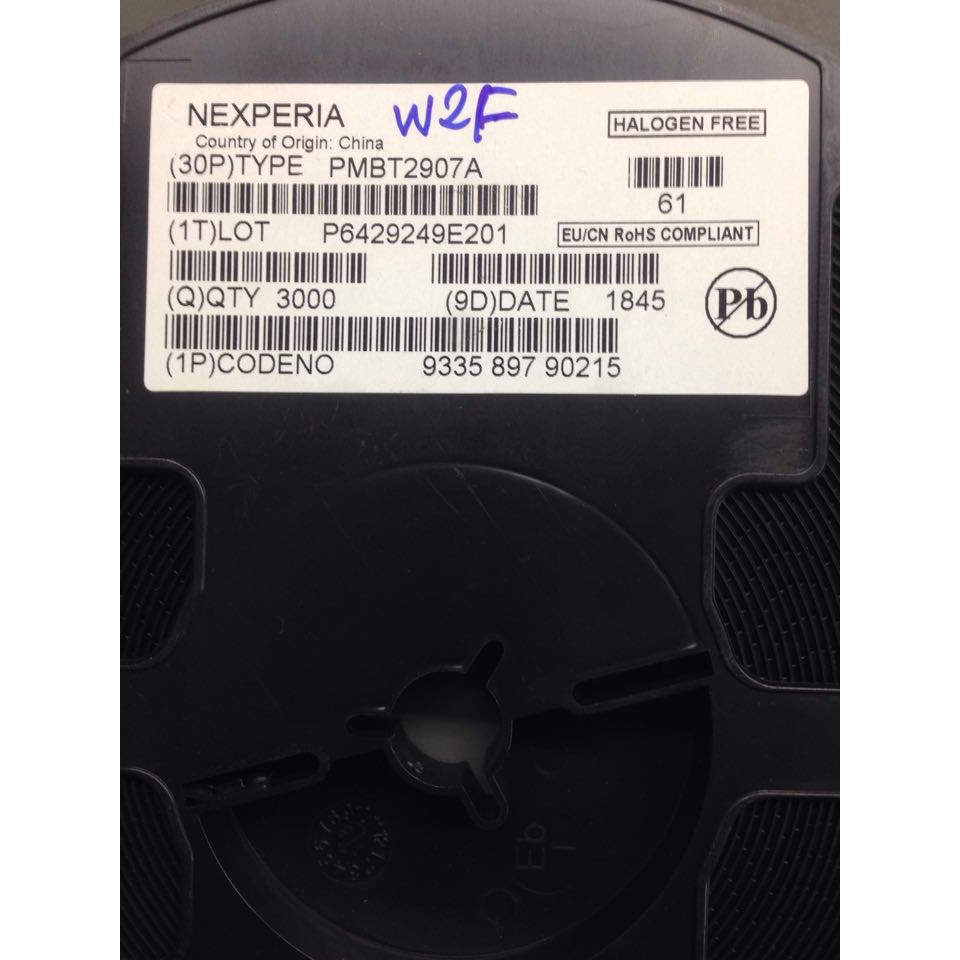 NEXPERIA
W2F
HALOGEN FREE
Country of Origin: China
(30P)TYPE PMBT2907A
61
(1T)LOT P6429249E201
EU/CN RoHS COMPLIANT
(Q)QTY 3000
(9D)DATE 1845
Pb
(1P)CODENO 9335 897 90215